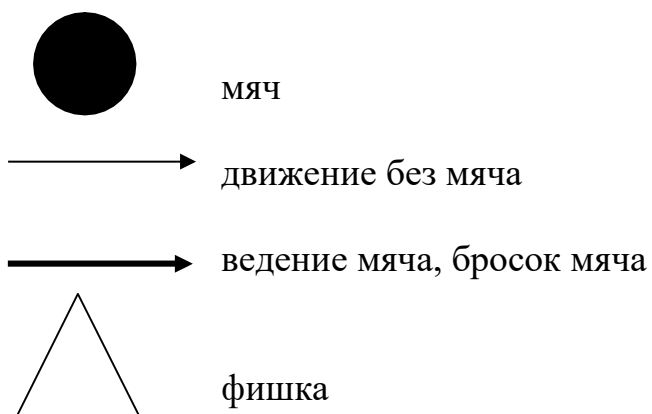 мяч
движение без мяча
ведение мяча, бросок мяча
фишка